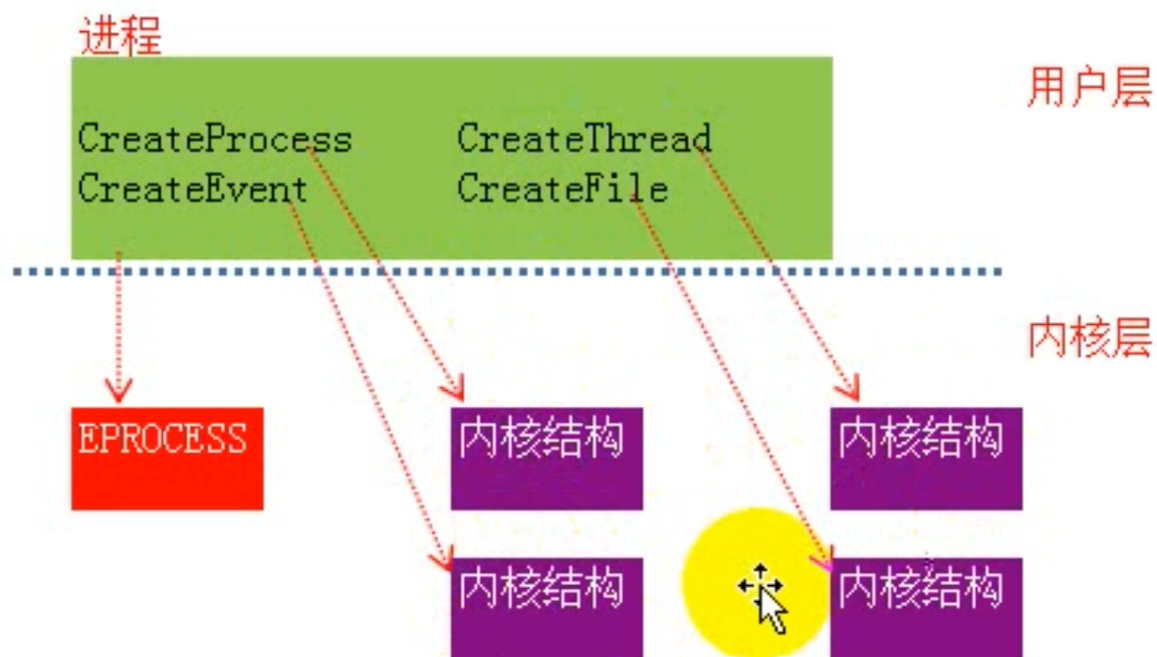 进程
用户层
CreateProcess CreateThread
CreateEvent CreateFile
内核层
EPROCESS 内核结构 内核结构
内核结构 内核结构